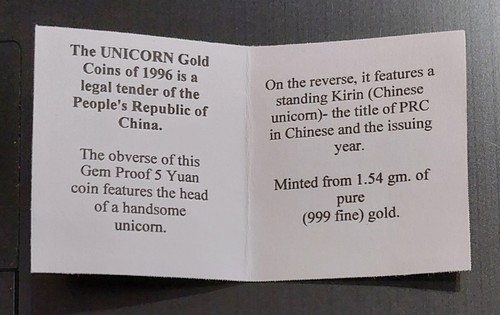 The UNICORN Gold
Coins of 1996 is a
legal tender of the
People's Republic of
China.
The obverse of this
Gem Proof 5 Yuan
coin features the head
of a handsome
unicorn.
On the reverse, it features a
standing Kirin (Chinese
unicorn)- the title of PRC
in Chinese and the issuing
year.
Minted from 1.54 gm. of
pure
(999 fine) gold.